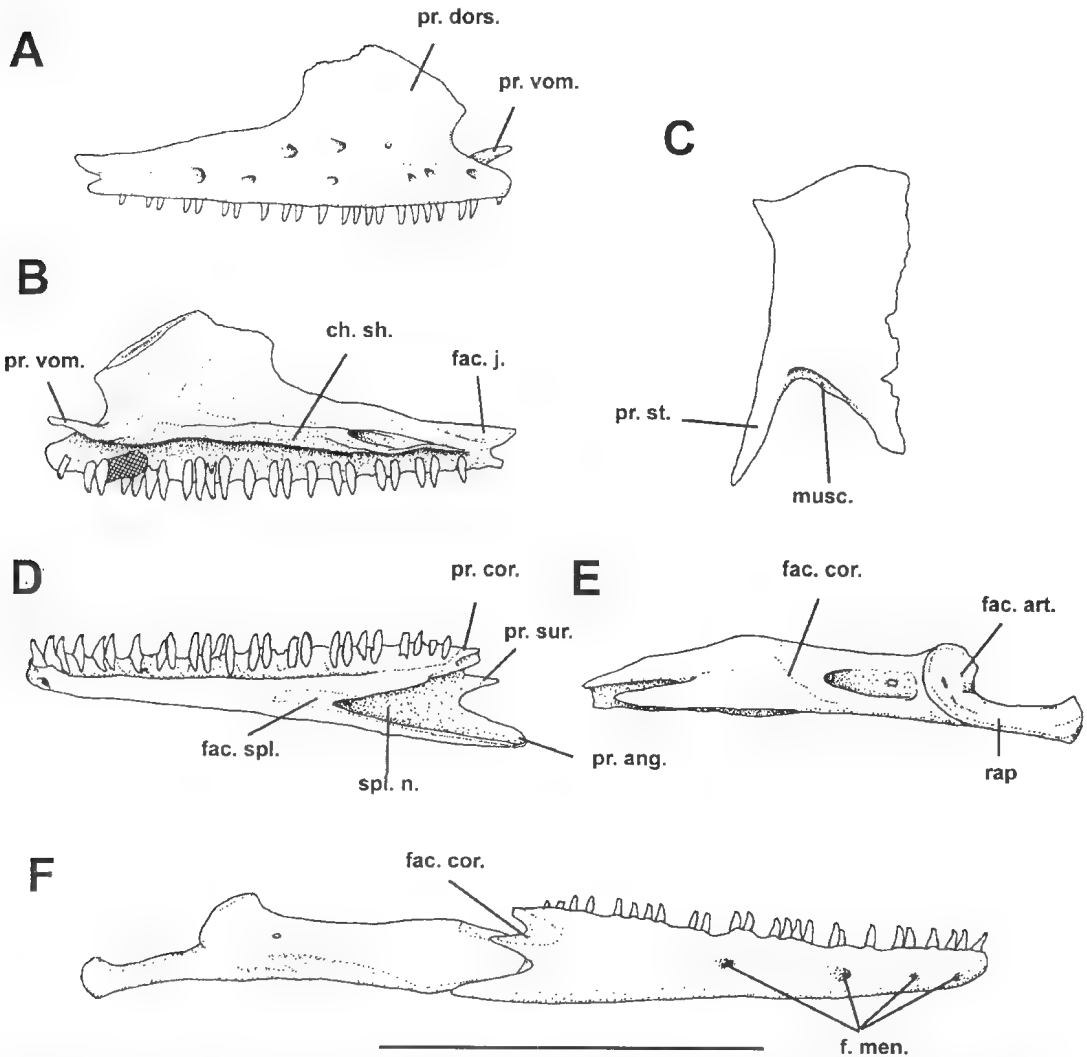 A
pr. dors.
pr. vom.
C
B
pr. vom.
ch. sh.
fac. j.
pr. st.
musc.
D
pr. cor.
pr. sur.
fac. spl.
spl. n.
pr. ang.
E
fac. cor.
fac. art.
rap
F
fac. cor.
f. men.